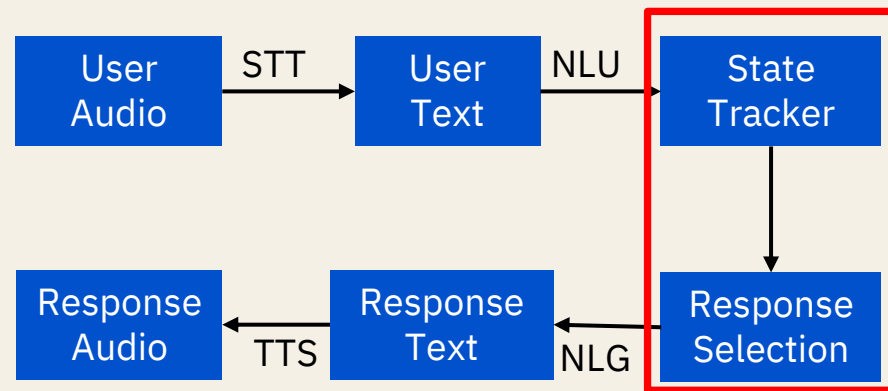 User
Audio
STT
User
Text
NLU
State
Tracker
Response
Audio
TTS
Response
Text
NLG
Response
Selection